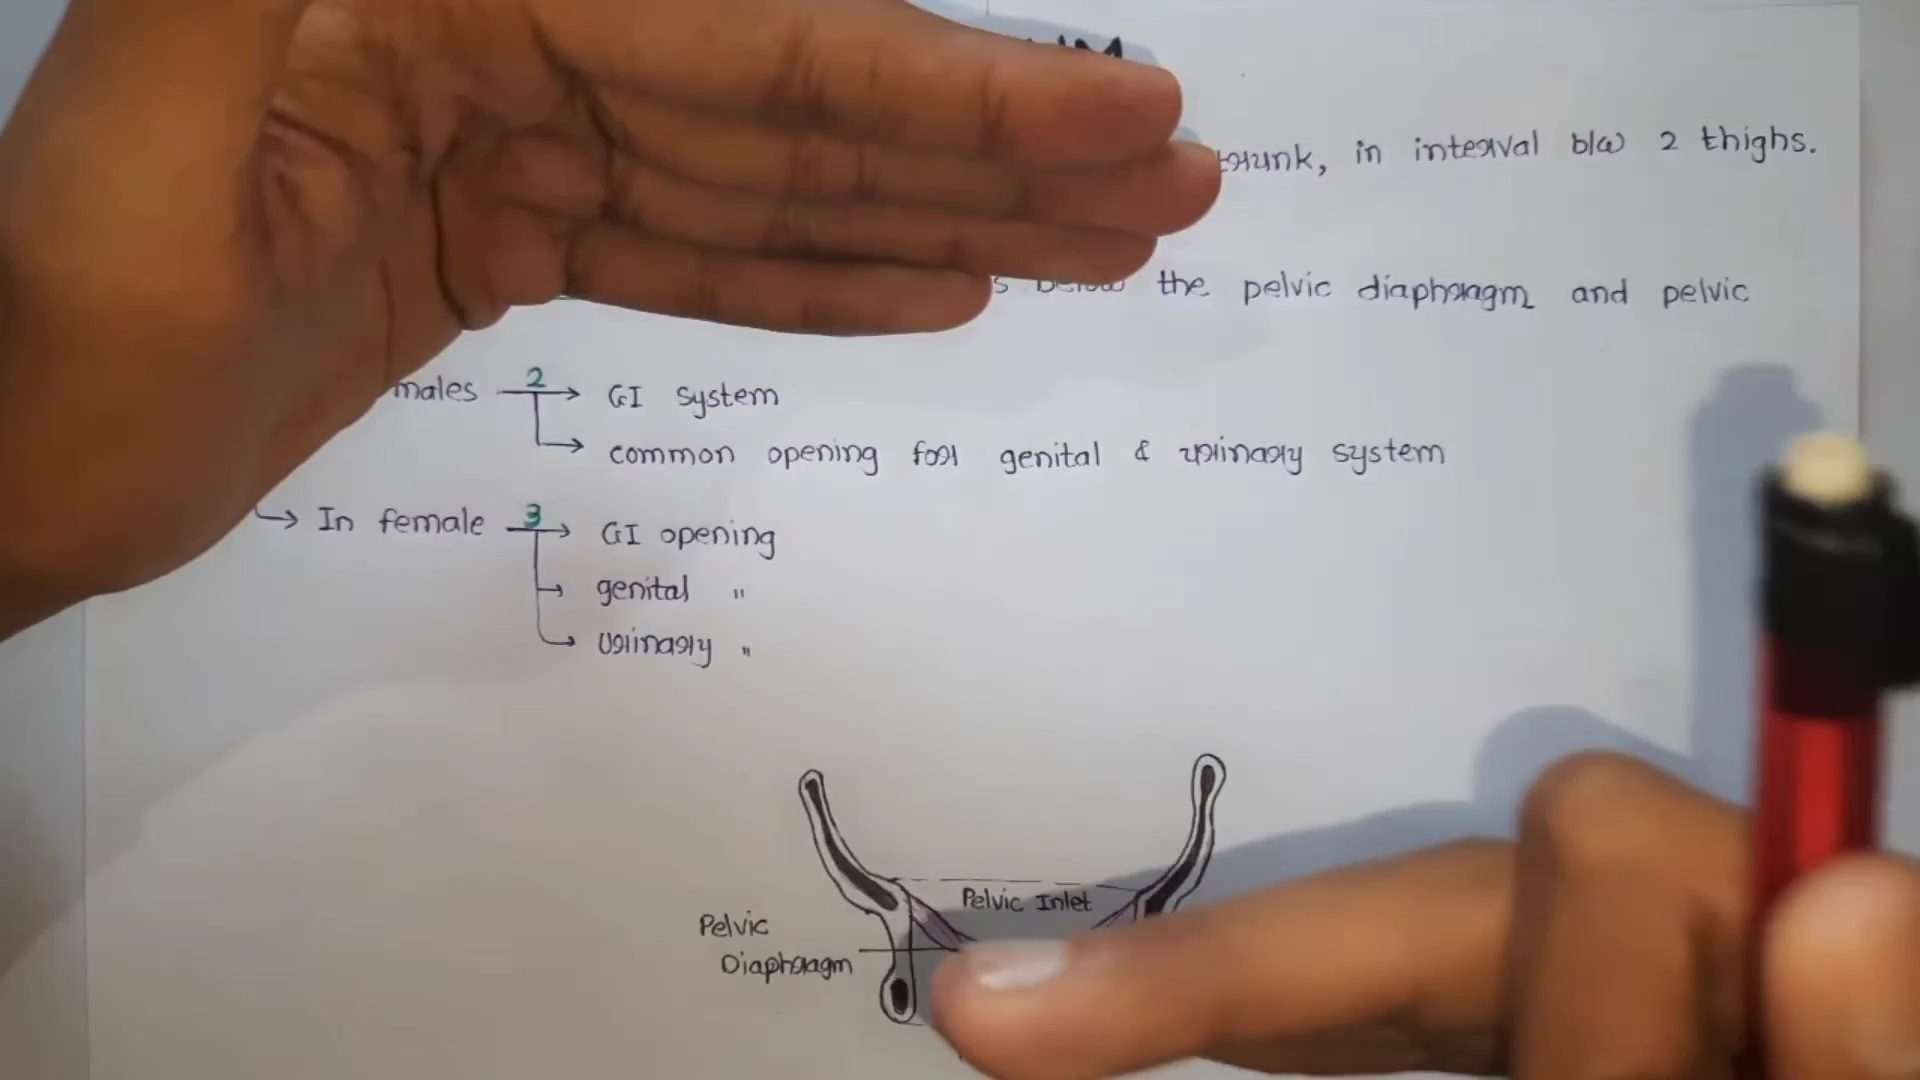 trunk, in interval b/w 2 thighs.
below the pelvic diaphragm and pelvic
males 2 → GI system
→ common opening for genital & urinary system
→ In female 3 → GI opening
→ genital "
→ urinary "
Pelvic Inlet
Pelvic
Diaphragm